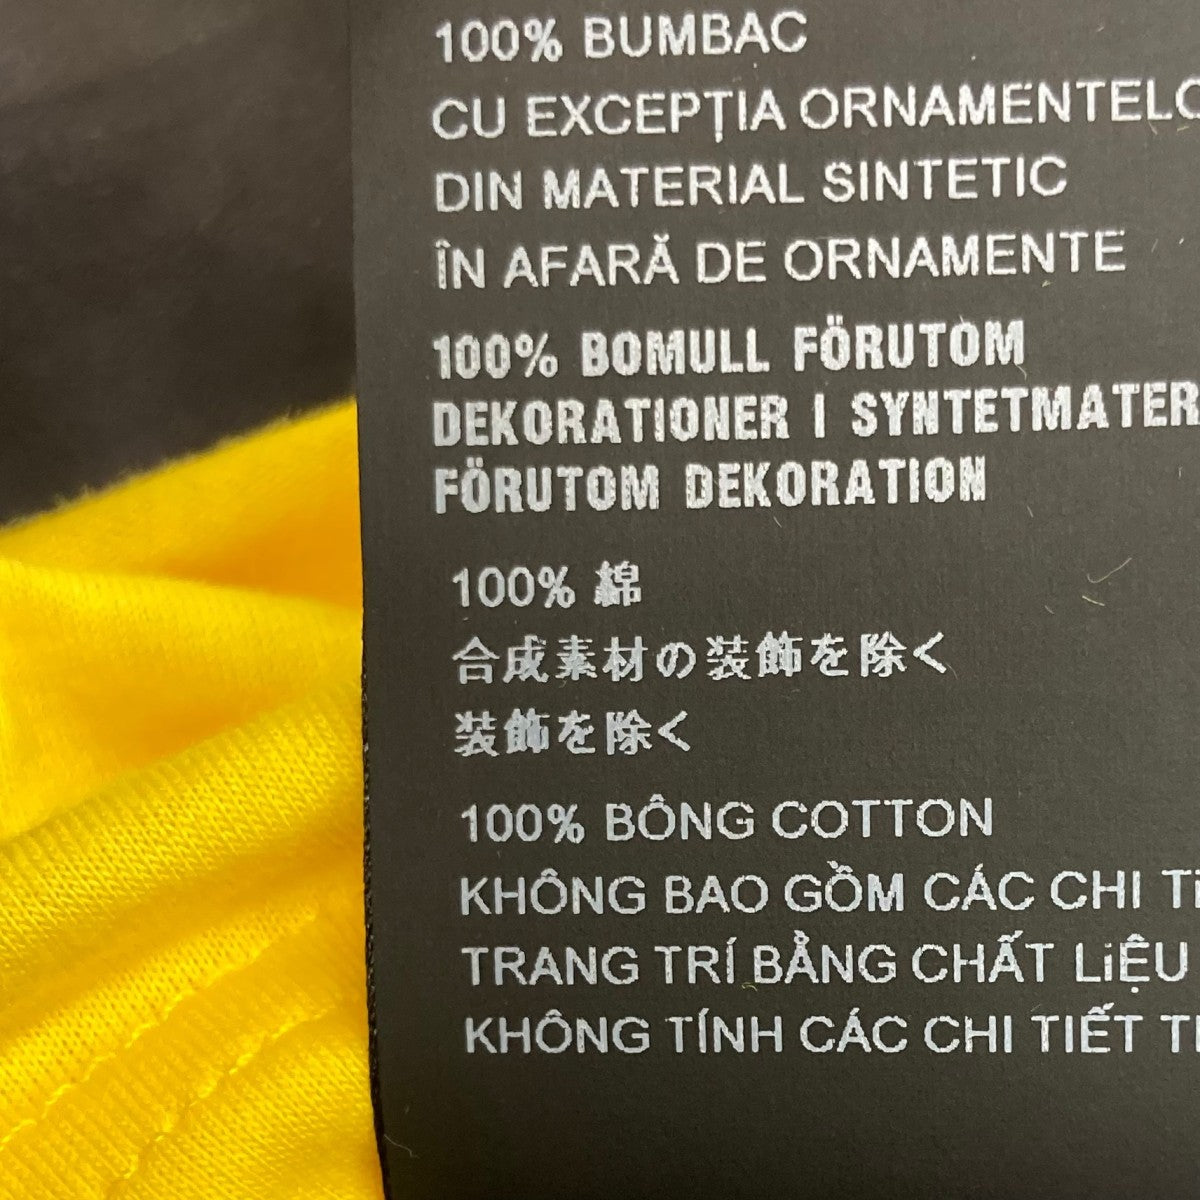 100% BUMBAC
CU EXCEPȚIA ORNAMENTELO
DIN MATERIAL SINTETIC
ÎN AFARĂ DE ORNAMENTE
100% BOMULL FÖRUTOM
DEKORATIONER I SYNTETMATER
FÖRUTOM DEKORATION
100% 綿
合成素材の装飾を除く
装飾を除く
100% BÔNG COTTON
KHÔNG BAO GỒM CÁC CHI Ti
TRANG TRÍ BẰNG CHẤT LiỆU
KHÔNG TÍNH CÁC CHI TIẾT T